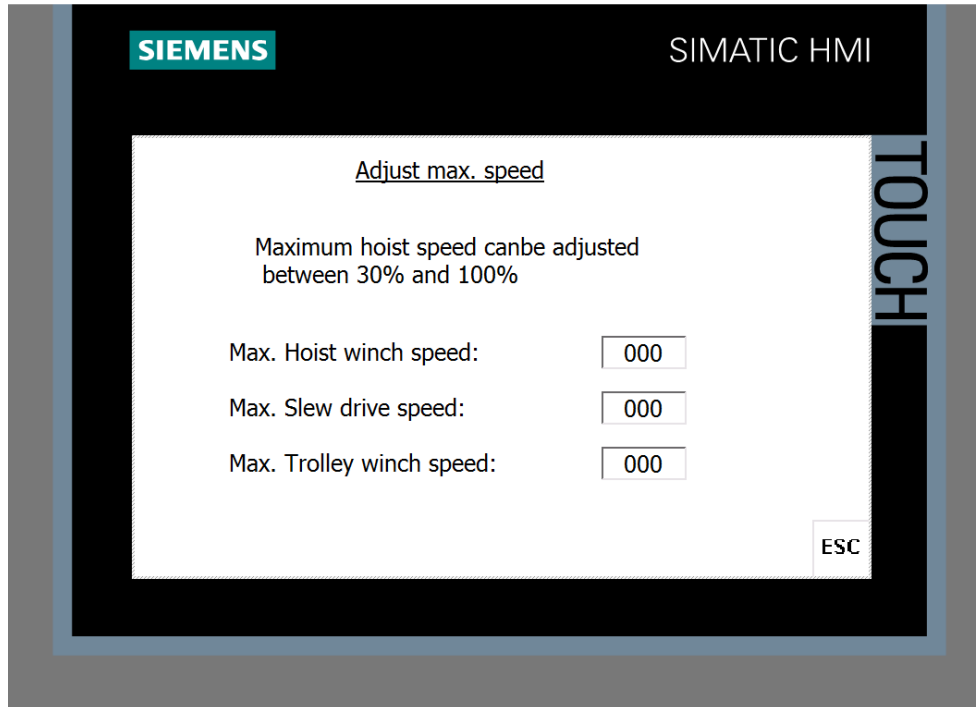 SIEMENS
SIMATIC HMI
TOUCH
Adjust max. speed
Maximum hoist speed canbe adjusted
between 30% and 100%
Max. Hoist winch speed: 000
Max. Slew drive speed: 000
Max. Trolley winch speed: 000
ESC